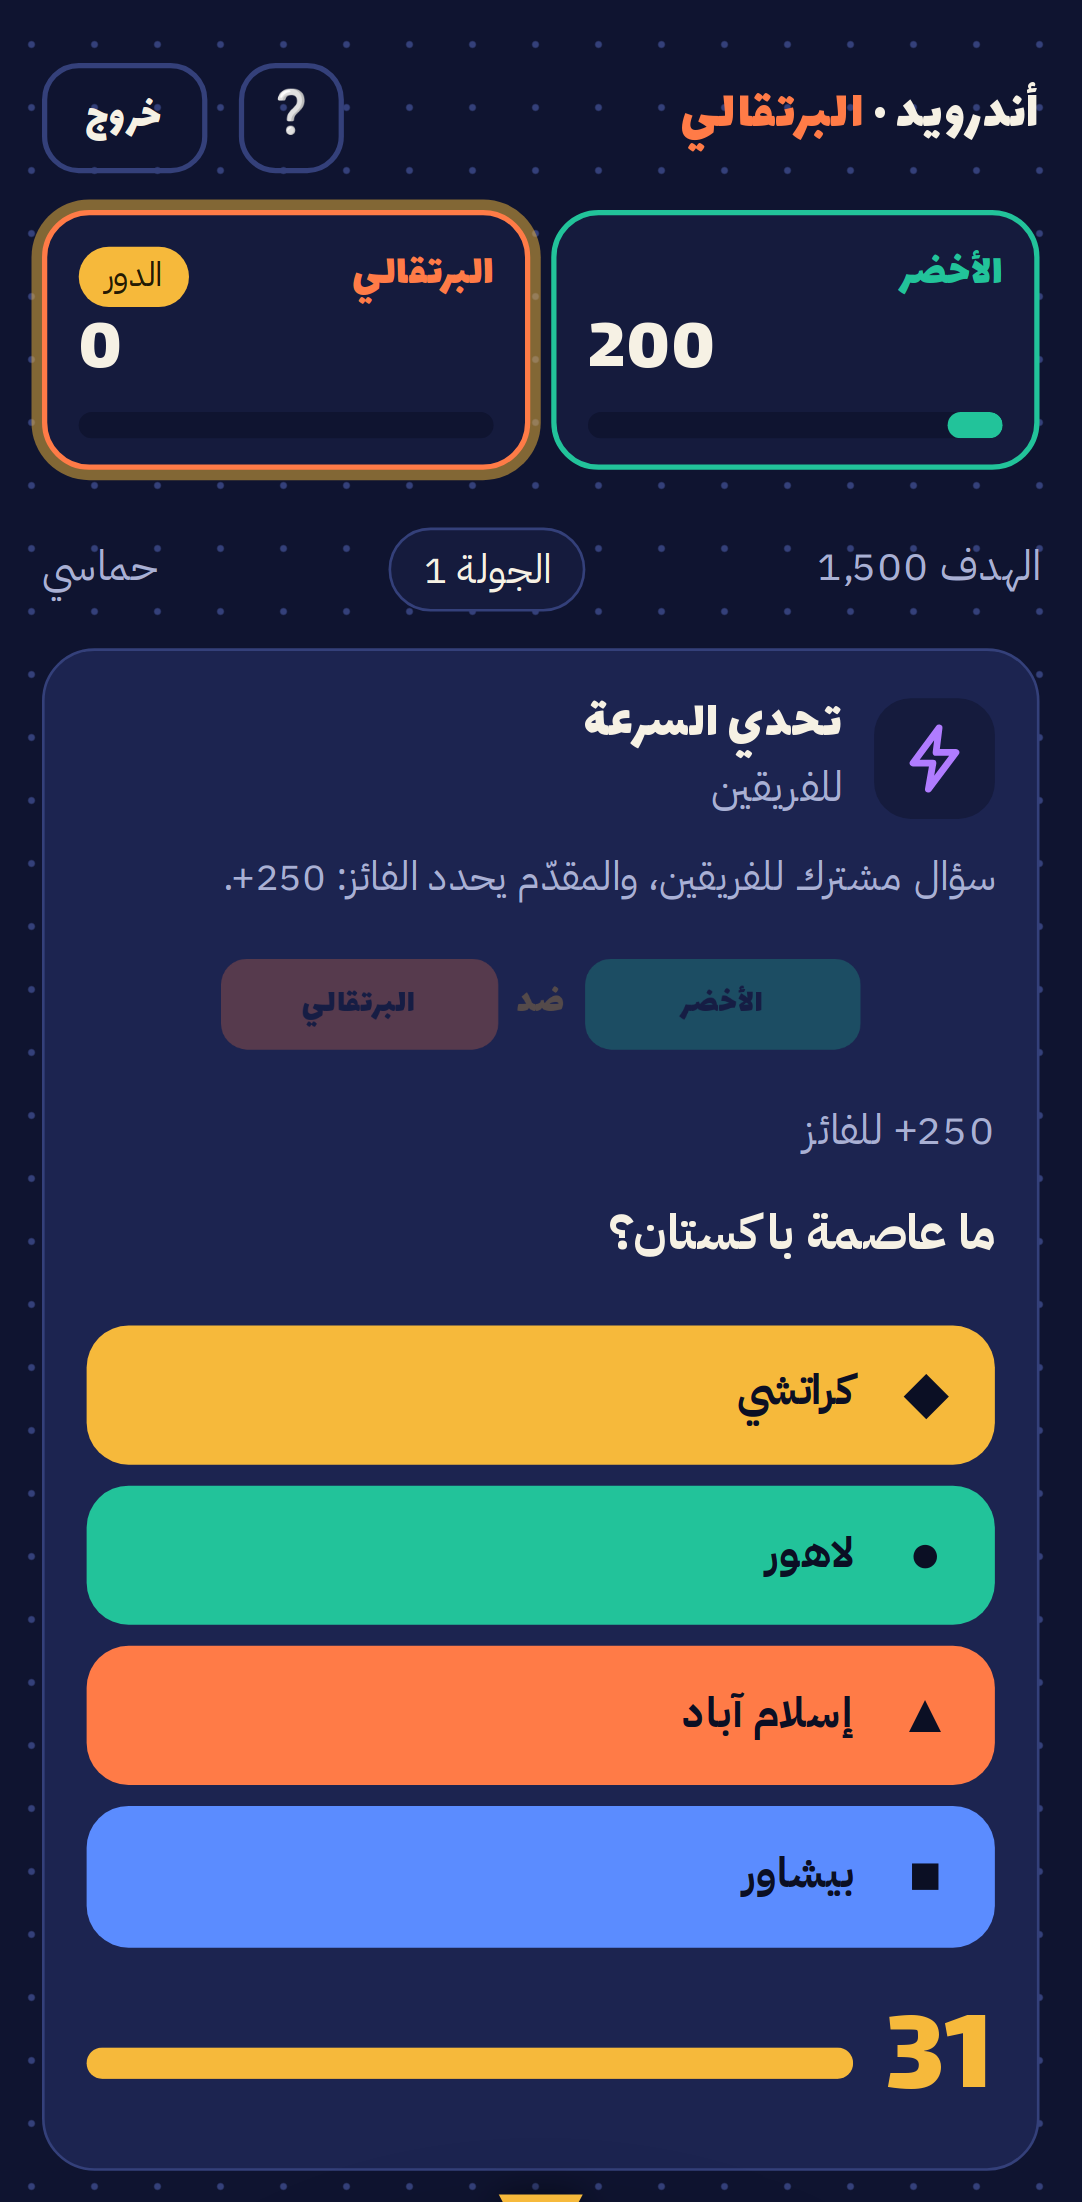 أندرويد • البرتقالي
❔
خروج
الأخضر
200
البرتقالي
الدور
0
الهدف 1,500
الجولة 1
حماسي
تحدي السرعة
للفريقين
سؤال مشترك للفريقين، والمقدّم يحدد الفائز: 250+.
الأخضر ضد البرتقالي
+250 للفائز
ما عاصمة باكستان؟
◆ كراتشي
● لاهور
▲ إسلام آباد
■ بيشاور
31